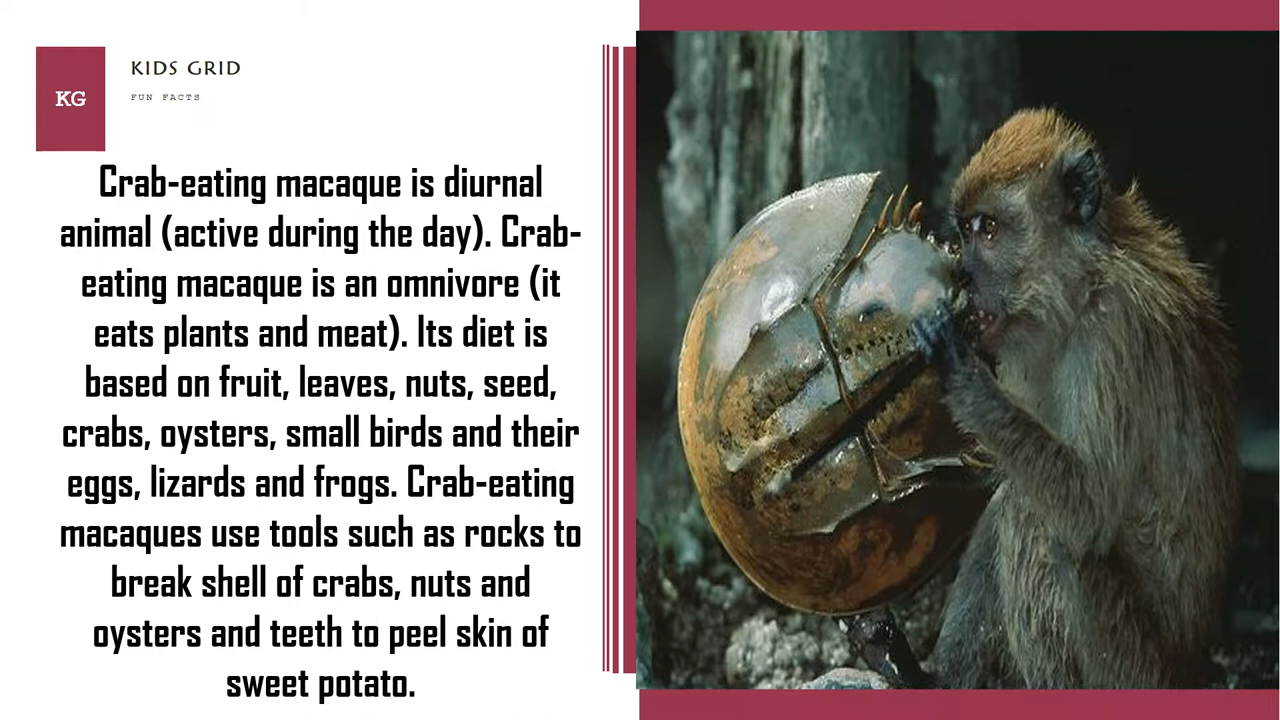 KG
KIDS GRID
FUN FACTS
Crab-eating macaque is diurnal
animal (active during the day). Crab-
eating macaque is an omnivore (it
eats plants and meat). Its diet is
based on fruit, leaves, nuts, seed,
crabs, oysters, small birds and their
eggs, lizards and frogs. Crab-eating
macaques use tools such as rocks to
break shell of crabs, nuts and
oysters and teeth to peel skin of
sweet potato.